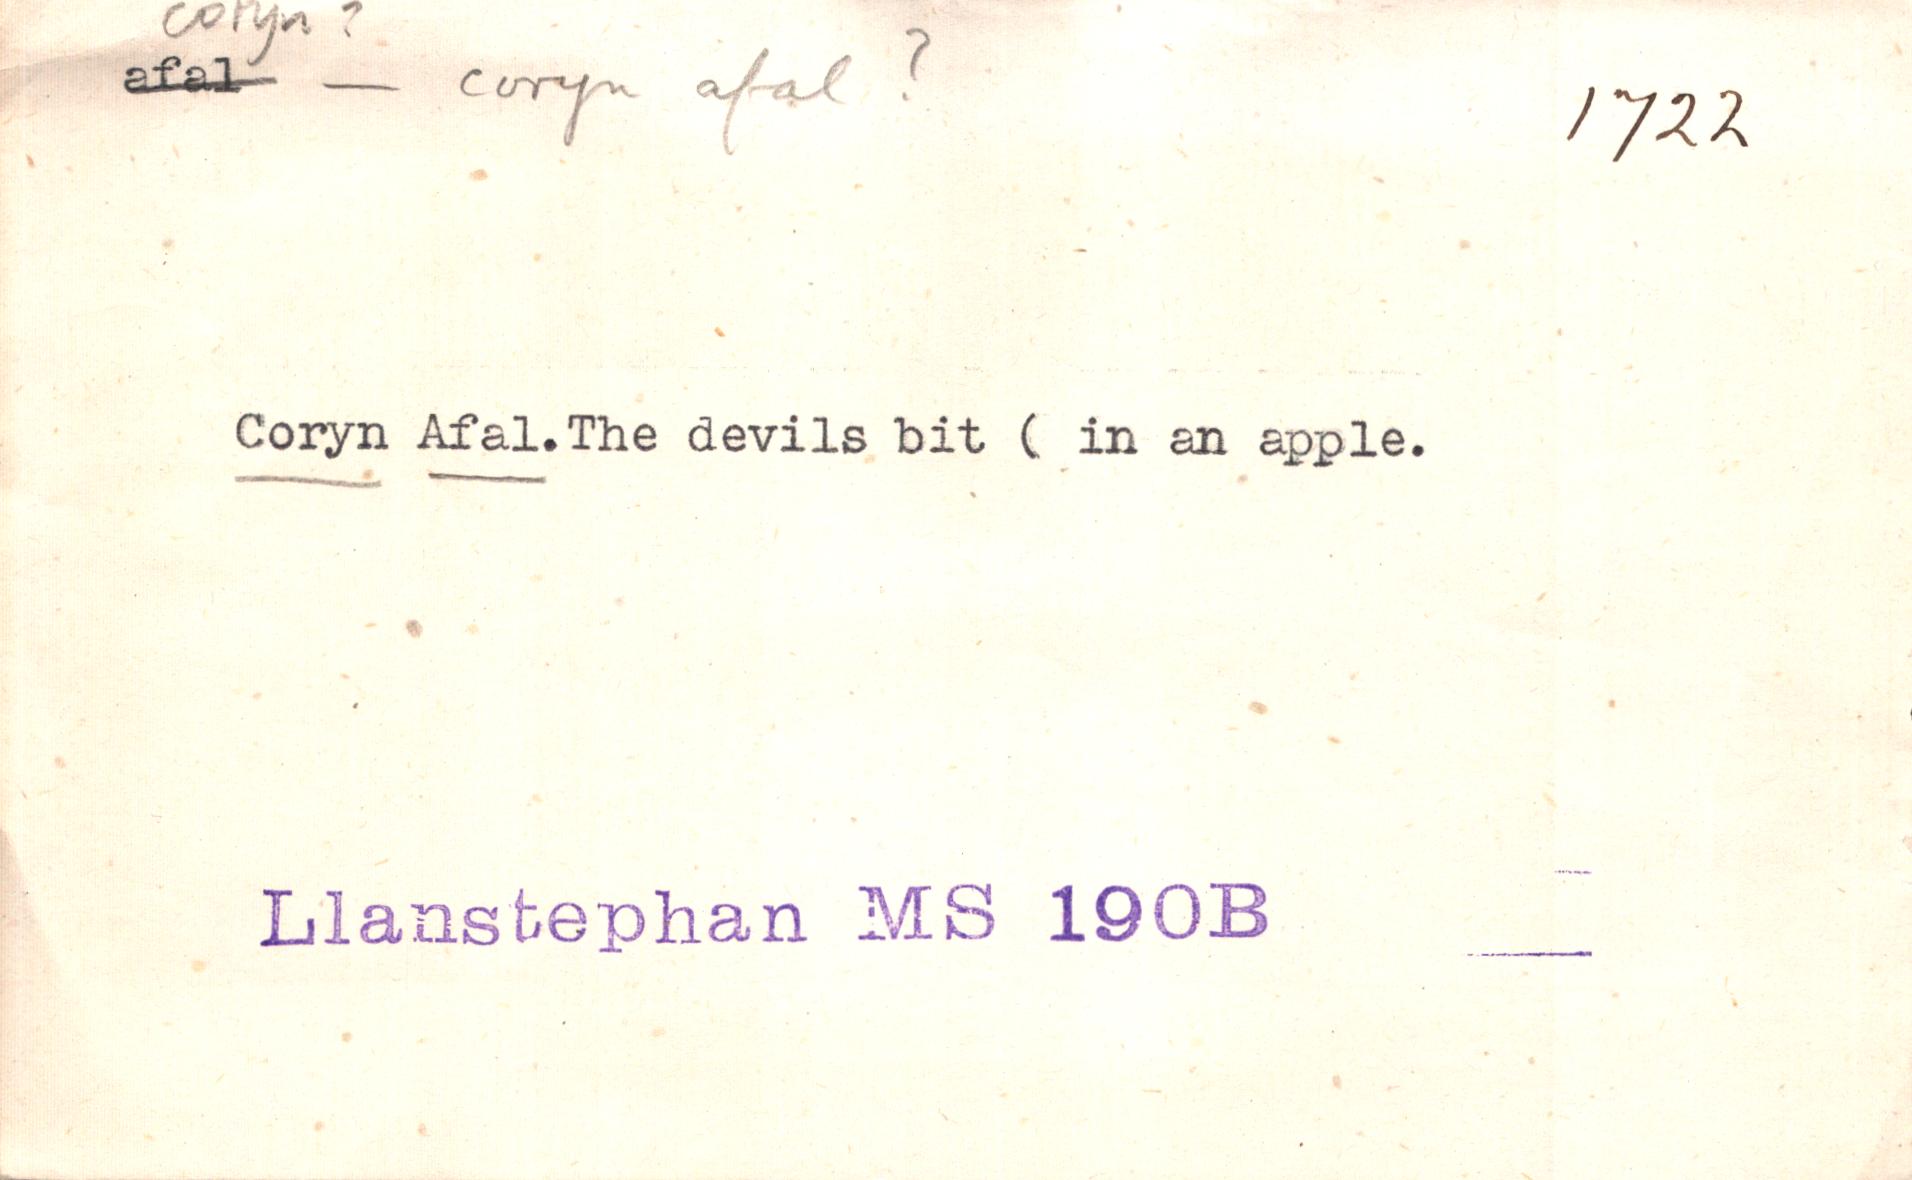 coryn?
afal — coryn afal?
1722
Coryn Afal.The devils bit ( in an apple.
Llanstephan MS 190B